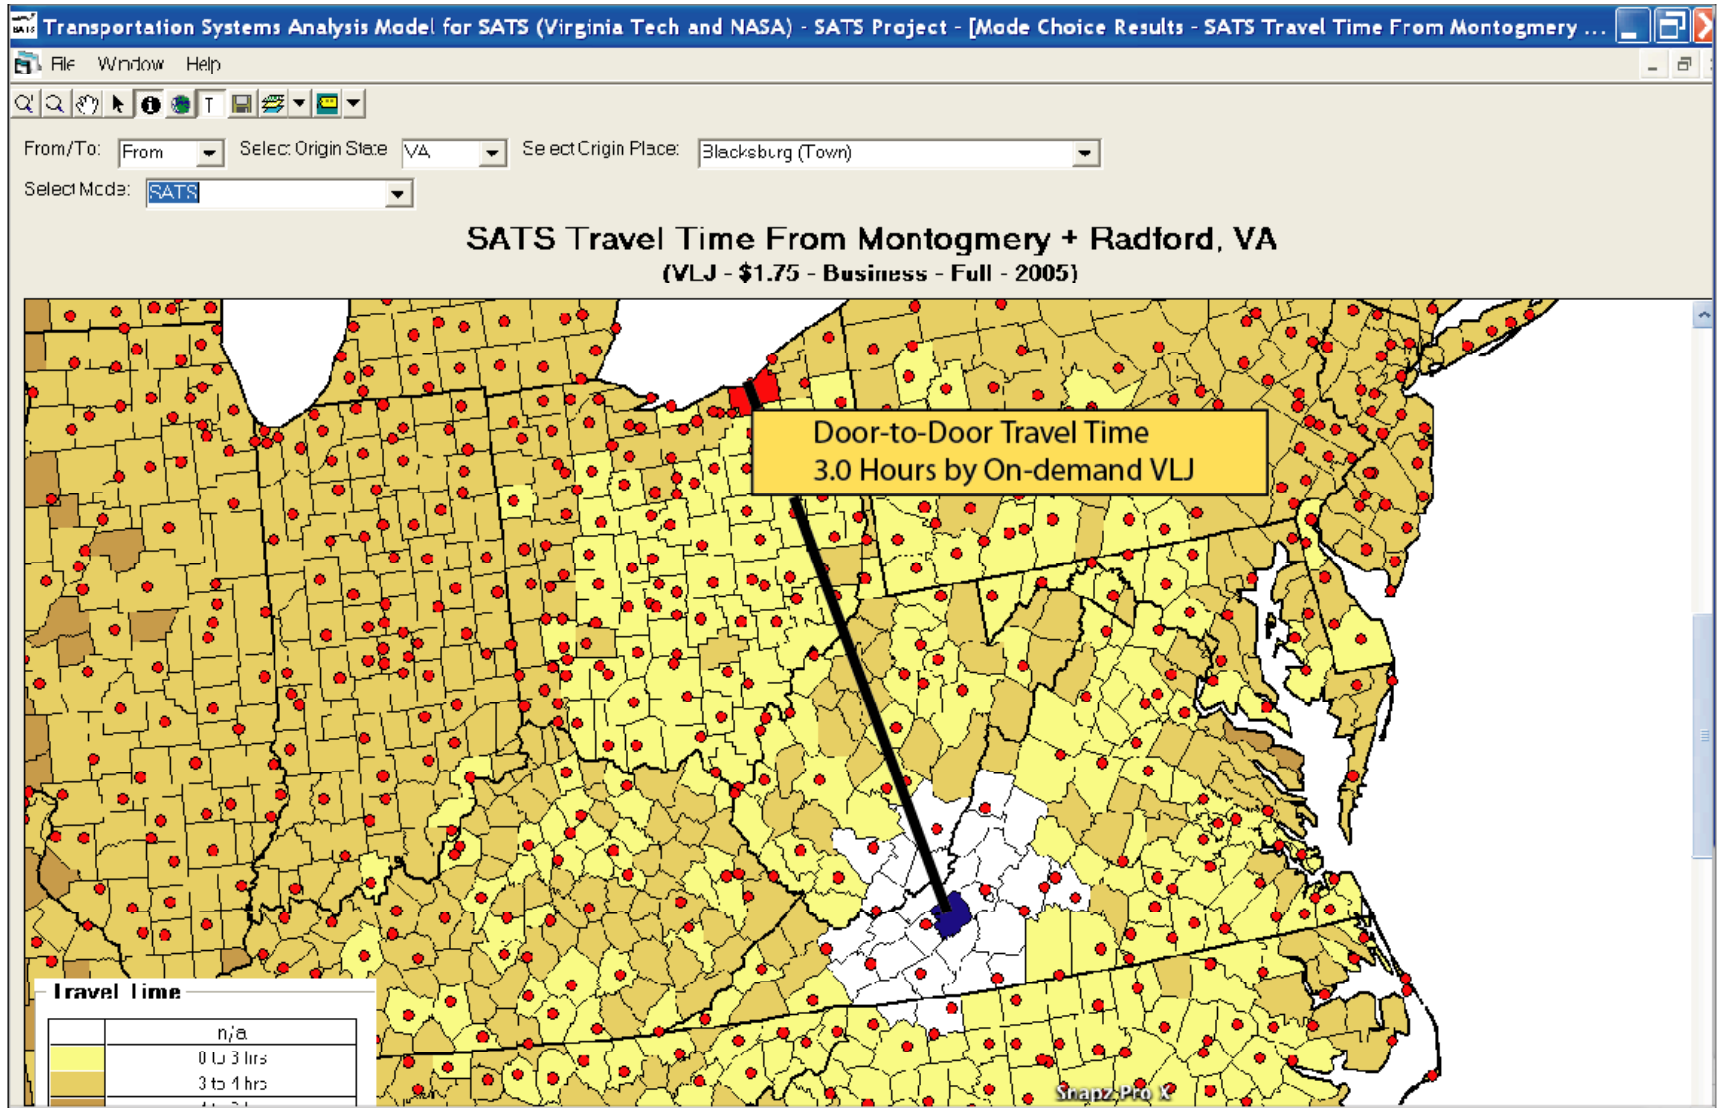 SATS
Transportation Systems Analysis Model for SATS (Virginia Tech and NASA) - SATS Project - [Mode Choice Results - SATS Travel Time From Montogmery ...
File Window Help
T
From/To: From Select Origin State VA Select Origin Place: Blacksburg (Town)
Select Mode: SATS
SATS Travel Time From Montogmery + Radford, VA
(VLJ - $1.75 - Business - Full - 2005)
Door-to-Door Travel Time
3.0 Hours by On-demand VLJ
Travel Time
n/a
0 to 3 hrs
3 to 4 hrs
Snapz Pro X